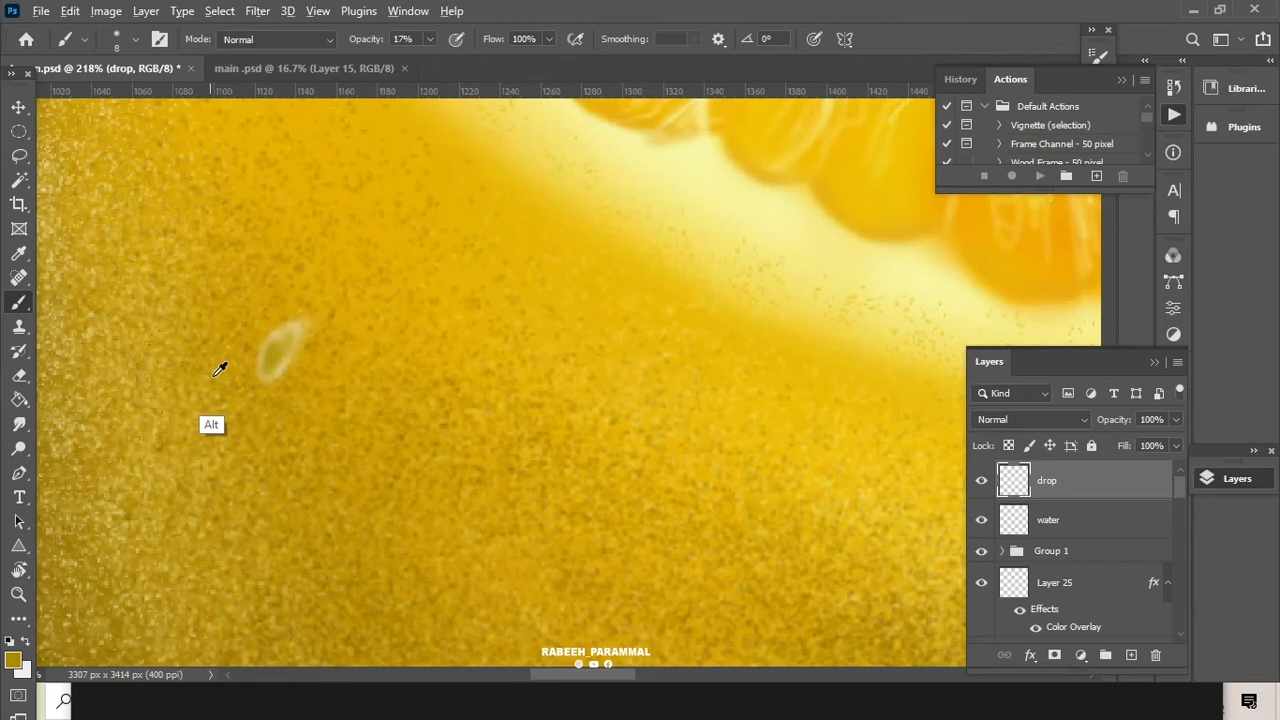 Ps File Edit Layer Type Select Filter 3D View Plugins Window Help
8 Mode: Normal Opacity: 17% Flow: 100% Smoothing: 0°
m.psd @ 218% (drop, RGB/8) * × main .psd @ 16.7% (Layer 15, RGB/8) ×
1020 1040 1060 1080 1100 1120 1140 1160 1180 1200 1220 1240 1260 1280 1300 1320 1340 1360 1380 1400 1420 1440
History Actions
Default Actions
Vignette (selection)
Frame Channel - 50 pixel
Wood Frame - 50 pixel
Librari...
Plugins
Alt
Layers
Kind
Normal Opacity: 100%
Lock: Fill: 100%
drop
water
Group 1
Layer 25 fx
Effects
Color Overlay
Layers
RABEEH_PARAMMAL
% 3307 px x 3414 px (400 ppi)